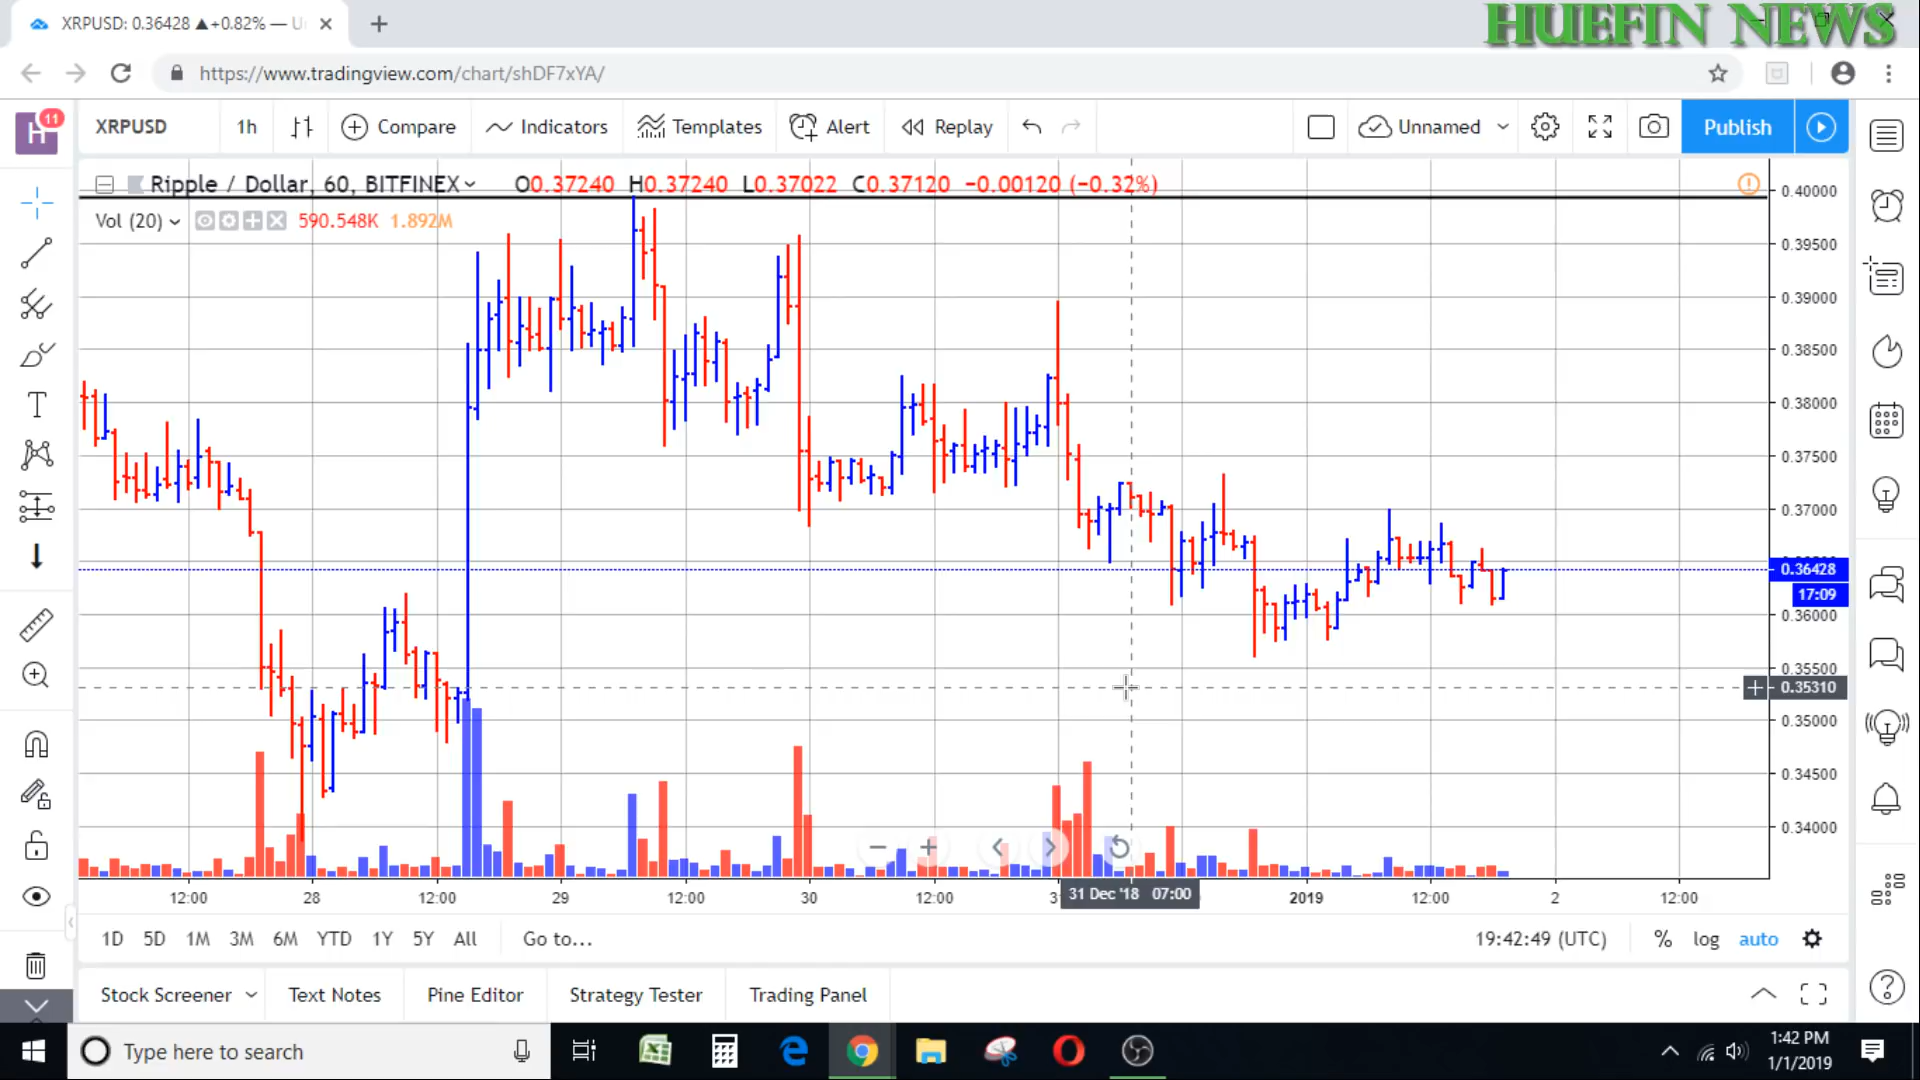 XRPUSD: 0.36428 ▲+0.82% — U
HUEFIN NEWS
https://www.tradingview.com/chart/shDF7xYA/
H
11
XRPUSD 1h Compare Indicators Templates Alert Replay Unnamed Publish
Ripple / Dollar, 60, BITFINEX O0.37240 H0.37240 L0.37022 C0.37120 −0.00120 (−0.32%)
Vol (20) 590.548K 1.892M
0.40000
0.39500
0.39000
0.38500
0.38000
0.37500
0.37000
0.36428
17:09
0.36000
0.35500
0.35310
0.35000
0.34500
0.34000
12:00 28 12:00 29 12:00 30 12:00 31 Dec '18 07:00 2019 12:00 2 12:00
1D 5D 1M 3M 6M YTD 1Y 5Y All Go to... 19:42:49 (UTC) % log auto
Stock Screener Text Notes Pine Editor Strategy Tester Trading Panel
Type here to search
1:42 PM
1/1/2019